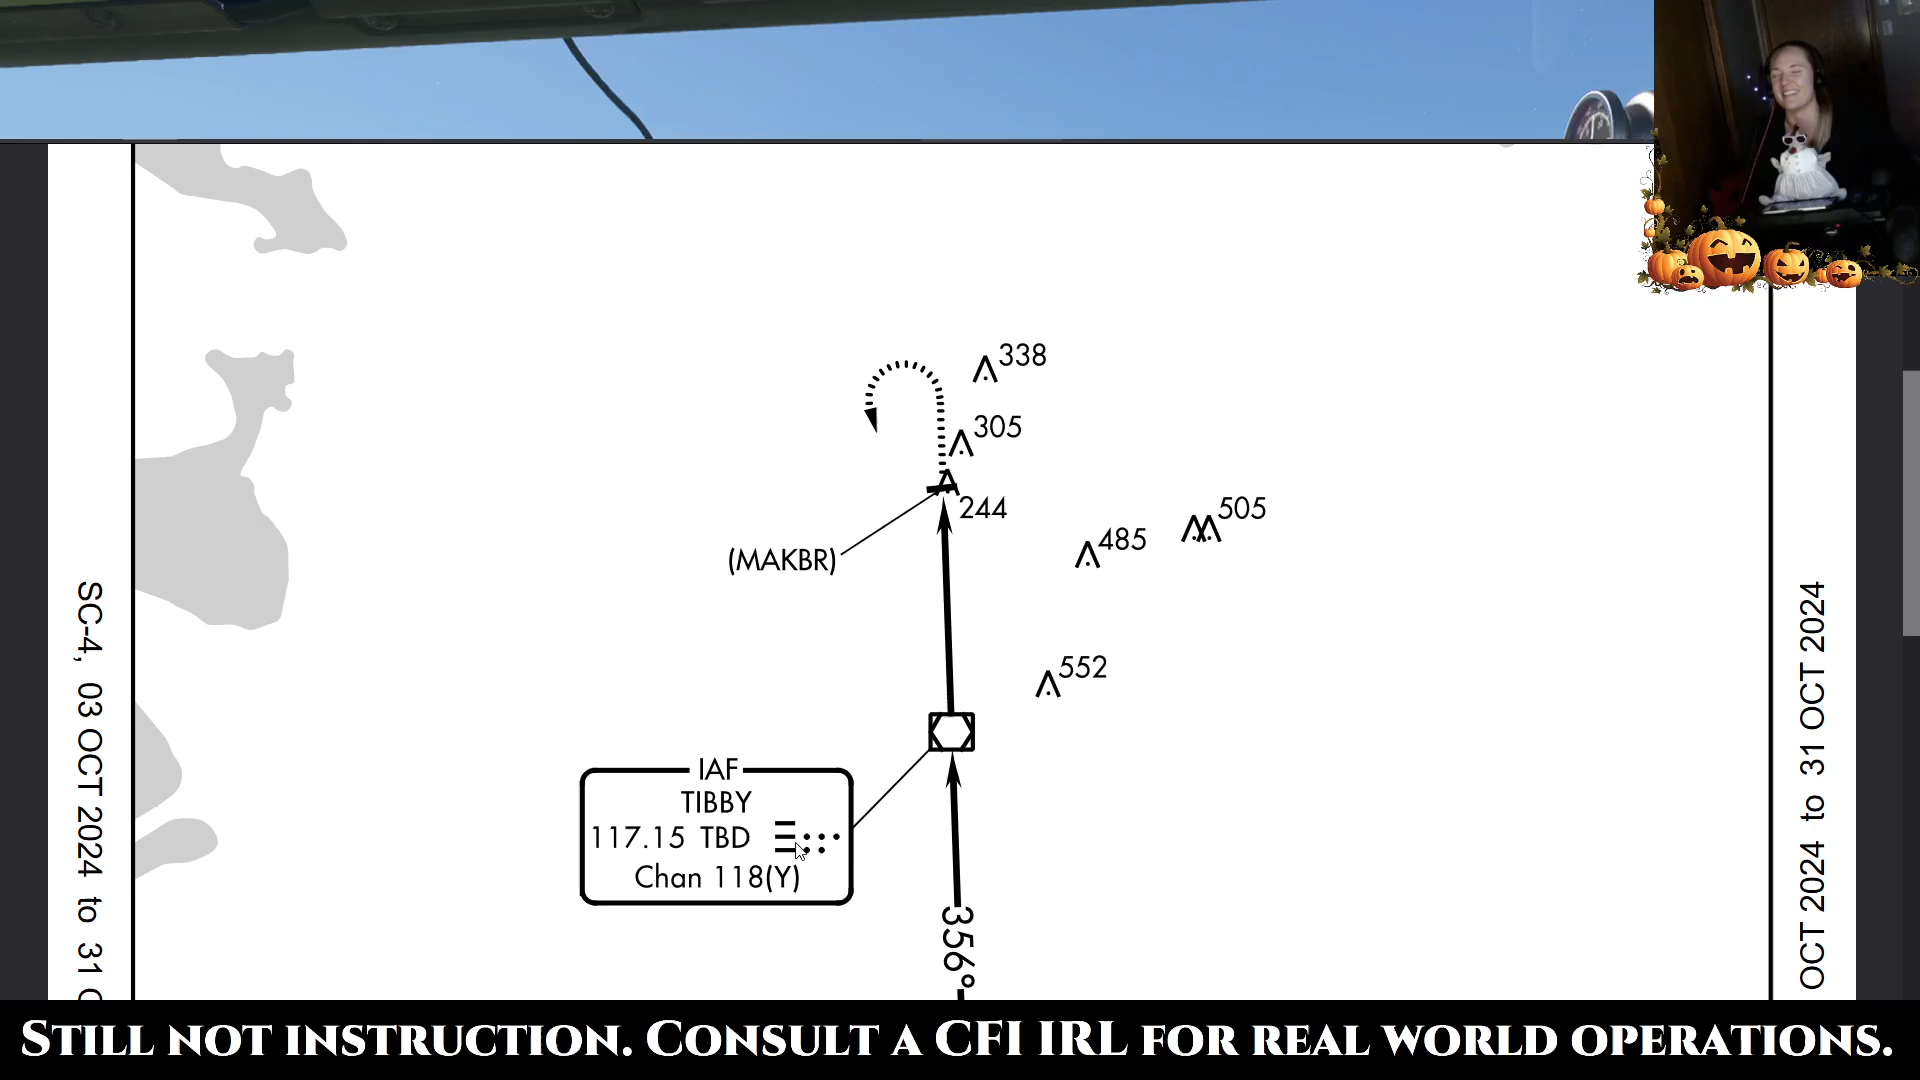 338
305
244
505
485
(MAKBR)
552
IAF
TIBBY
117.15 TBD
Chan 118(Y)
356°
SC-4, 03 OCT 2024 to 31 O
OCT 2024 to 31 OCT 2024
STILL NOT INSTRUCTION. CONSULT A CFI IRL FOR REAL WORLD OPERATIONS.